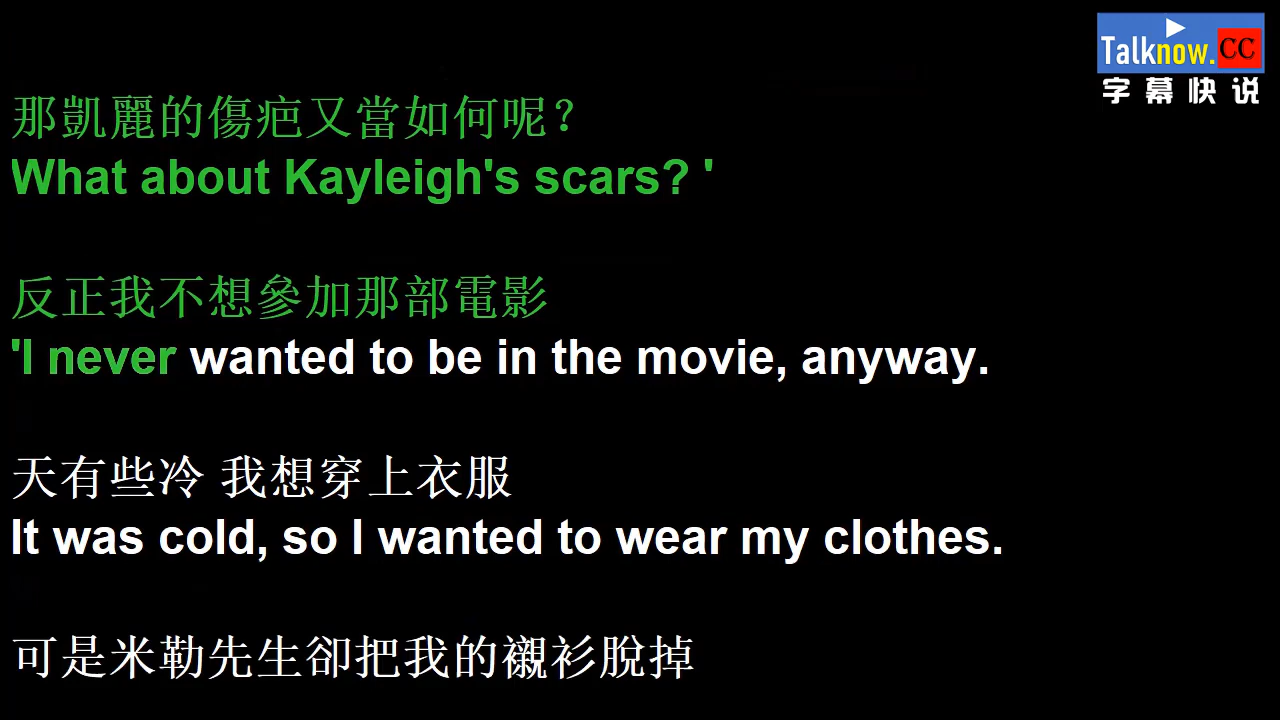 Talknow.CC
字幕快说
那凱麗的傷疤又當如何呢?
What about Kayleigh's scars? '
反正我不想參加那部電影
'I never wanted to be in the movie, anyway.
天有些冷 我想穿上衣服
It was cold, so I wanted to wear my clothes.
可是米勒先生卻把我的襯衫脫掉